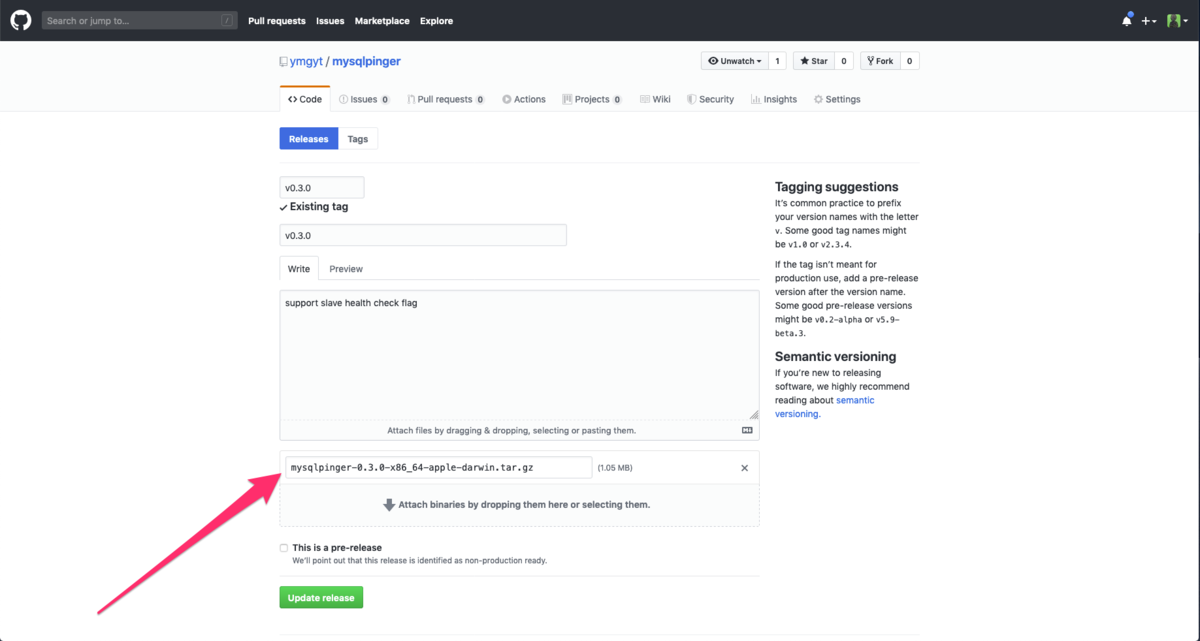 Search or jump to... /
Pull requests Issues Marketplace Explore
ymgyt / mysqlpinger
Unwatch 1 Star 0 Fork 0
Code Issues 0 Pull requests 0 Actions Projects 0 Wiki Security Insights Settings
Releases Tags
v0.3.0
Existing tag
v0.3.0
Write Preview
support slave health check flag
Attach files by dragging & dropping, selecting or pasting them.
mysqlpinger-0.3.0-x86_64-apple-darwin.tar.gz (1.05 MB)
Attach binaries by dropping them here or selecting them.
This is a pre-release
We'll point out that this release is identified as non-production ready.
Update release
Tagging suggestions
It's common practice to prefix
your version names with the letter
v. Some good tag names might
be v1.0 or v2.3.4.
If the tag isn't meant for
production use, add a pre-release
version after the version name.
Some good pre-release versions
might be v0.2-alpha or v5.9-
beta.3.
Semantic versioning
If you're new to releasing
software, we highly recommend
reading about semantic
versioning.